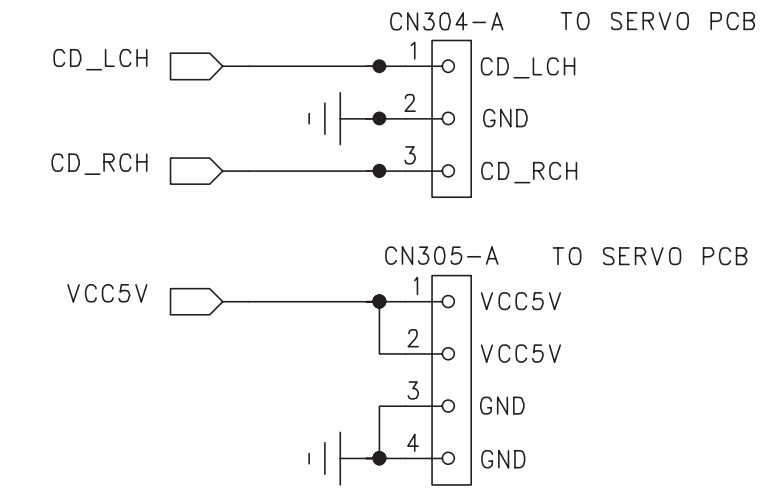 CN304-A TO SERVO PCB
CD_LCH 1 CD_LCH
2 GND
CD_RCH 3 CD_RCH
CN305-A TO SERVO PCB
VCC5V 1 VCC5V
2 VCC5V
3 GND
4 GND